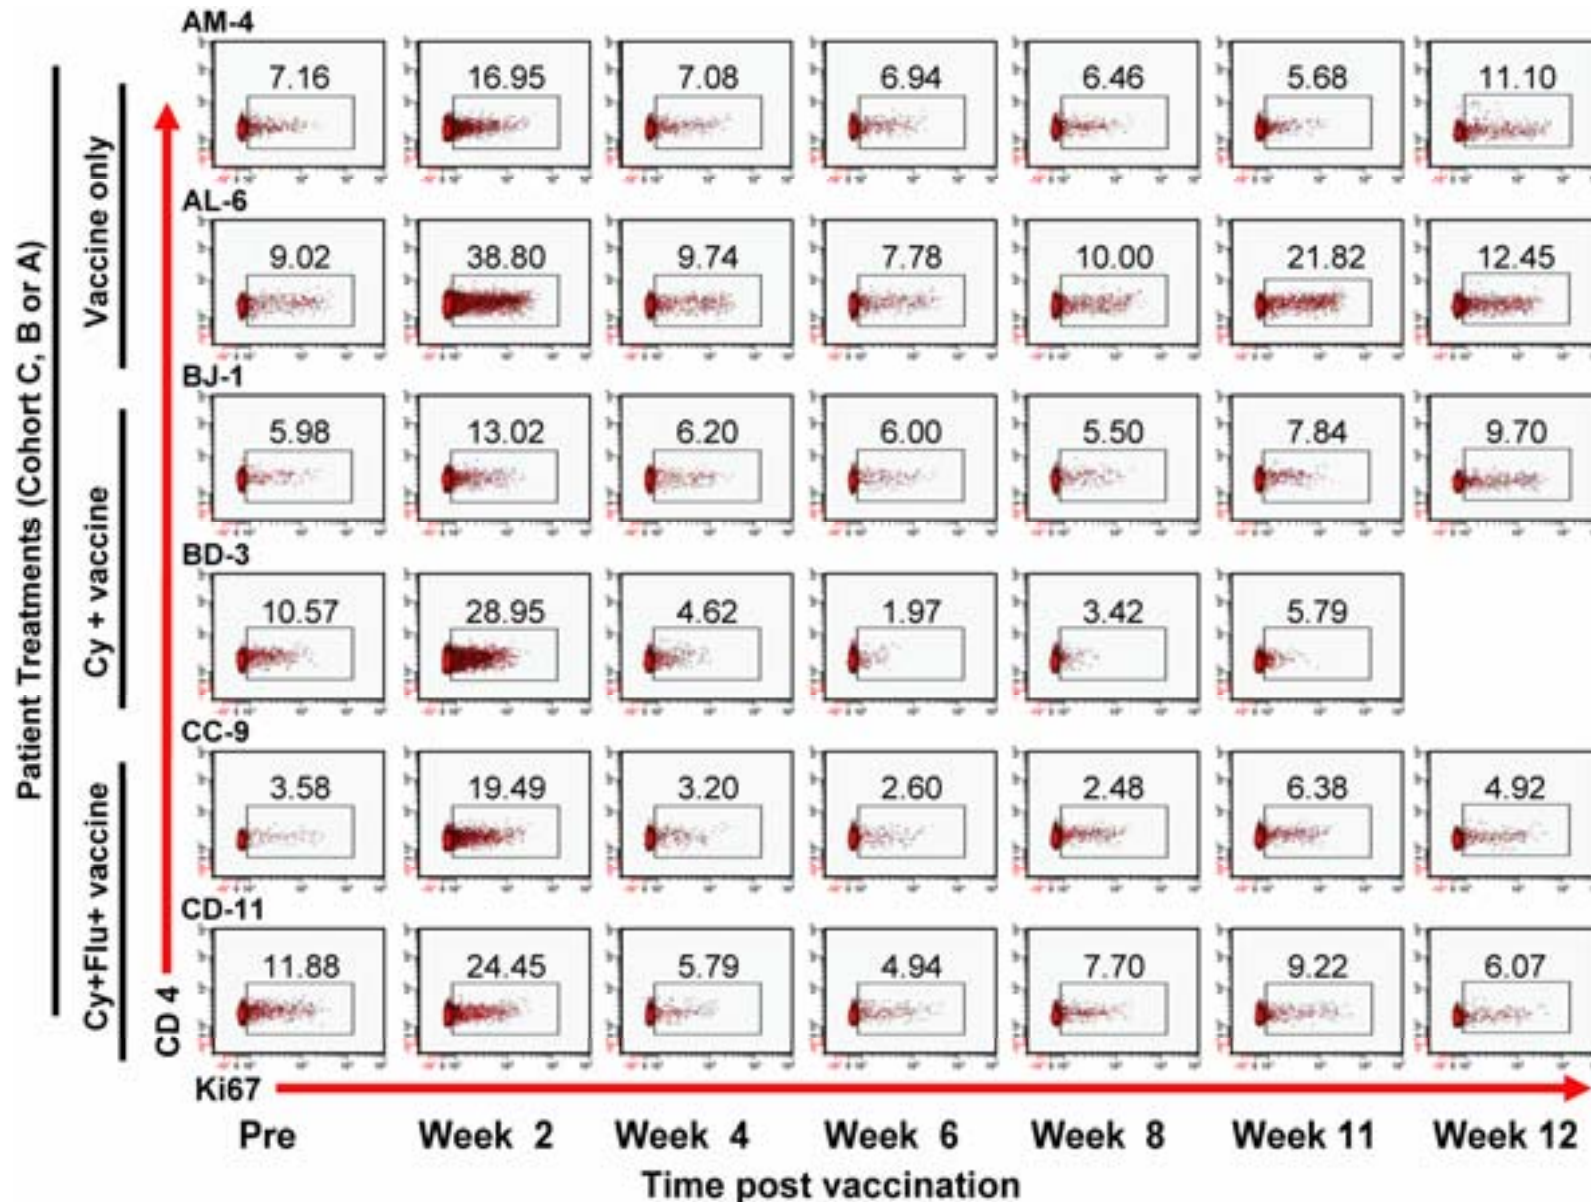 AM-4
7.16 16.95 7.08 6.94 6.46 5.68 11.10
AL-6
9.02 38.80 9.74 7.78 10.00 21.82 12.45
BJ-1
5.98 13.02 6.20 6.00 5.50 7.84 9.70
BD-3
10.57 28.95 4.62 1.97 3.42 5.79
CC-9
3.58 19.49 3.20 2.60 2.48 6.38 4.92
CD-11
11.88 24.45 5.79 4.94 7.70 9.22 6.07
Patient Treatments (Cohort C, B or A)
Vaccine only
Cy + vaccine
Cy+Flu+ vaccine
CD 4
Ki67
Pre Week 2 Week 4 Week 6 Week 8 Week 11 Week 12
Time post vaccination